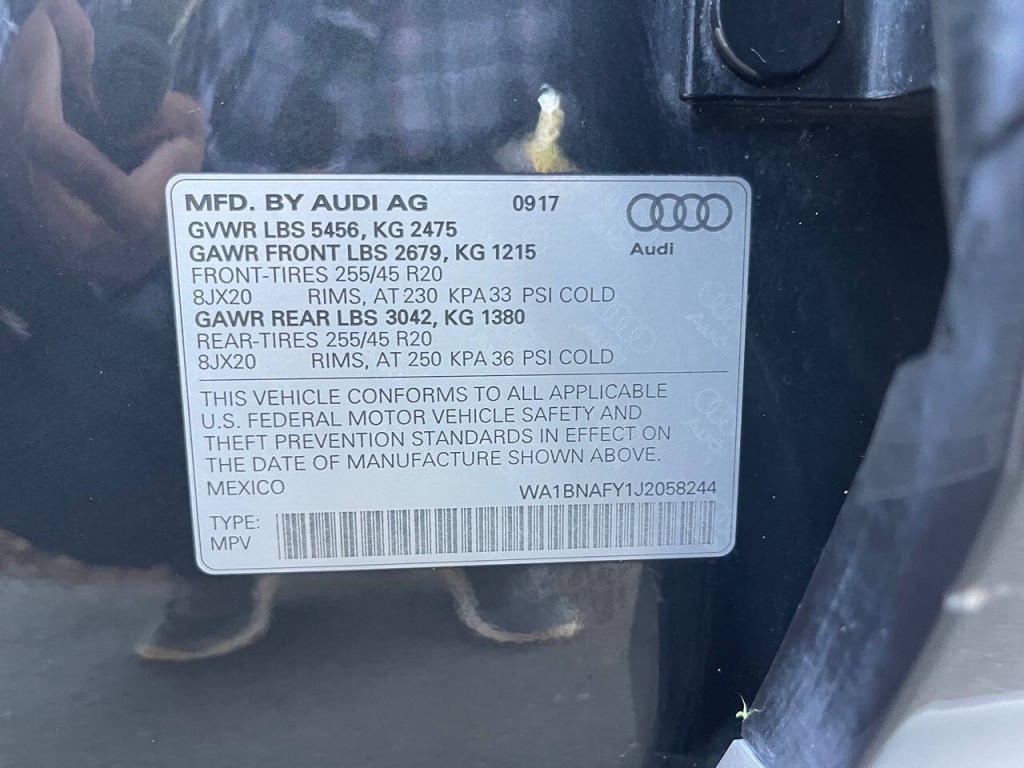 MFD. BY AUDI AG 0917
GVWR LBS 5456, KG 2475
GAWR FRONT LBS 2679, KG 1215
Audi
FRONT-TIRES 255/45 R20
8JX20 RIMS, AT 230 KPA 33 PSI COLD
GAWR REAR LBS 3042, KG 1380
REAR-TIRES 255/45 R20
8JX20 RIMS, AT 250 KPA 36 PSI COLD
THIS VEHICLE CONFORMS TO ALL APPLICABLE
U.S. FEDERAL MOTOR VEHICLE SAFETY AND
THEFT PREVENTION STANDARDS IN EFFECT ON
THE DATE OF MANUFACTURE SHOWN ABOVE.
MEXICO WA1BNAFY1J2058244
TYPE:
MPV
Audi
Audi